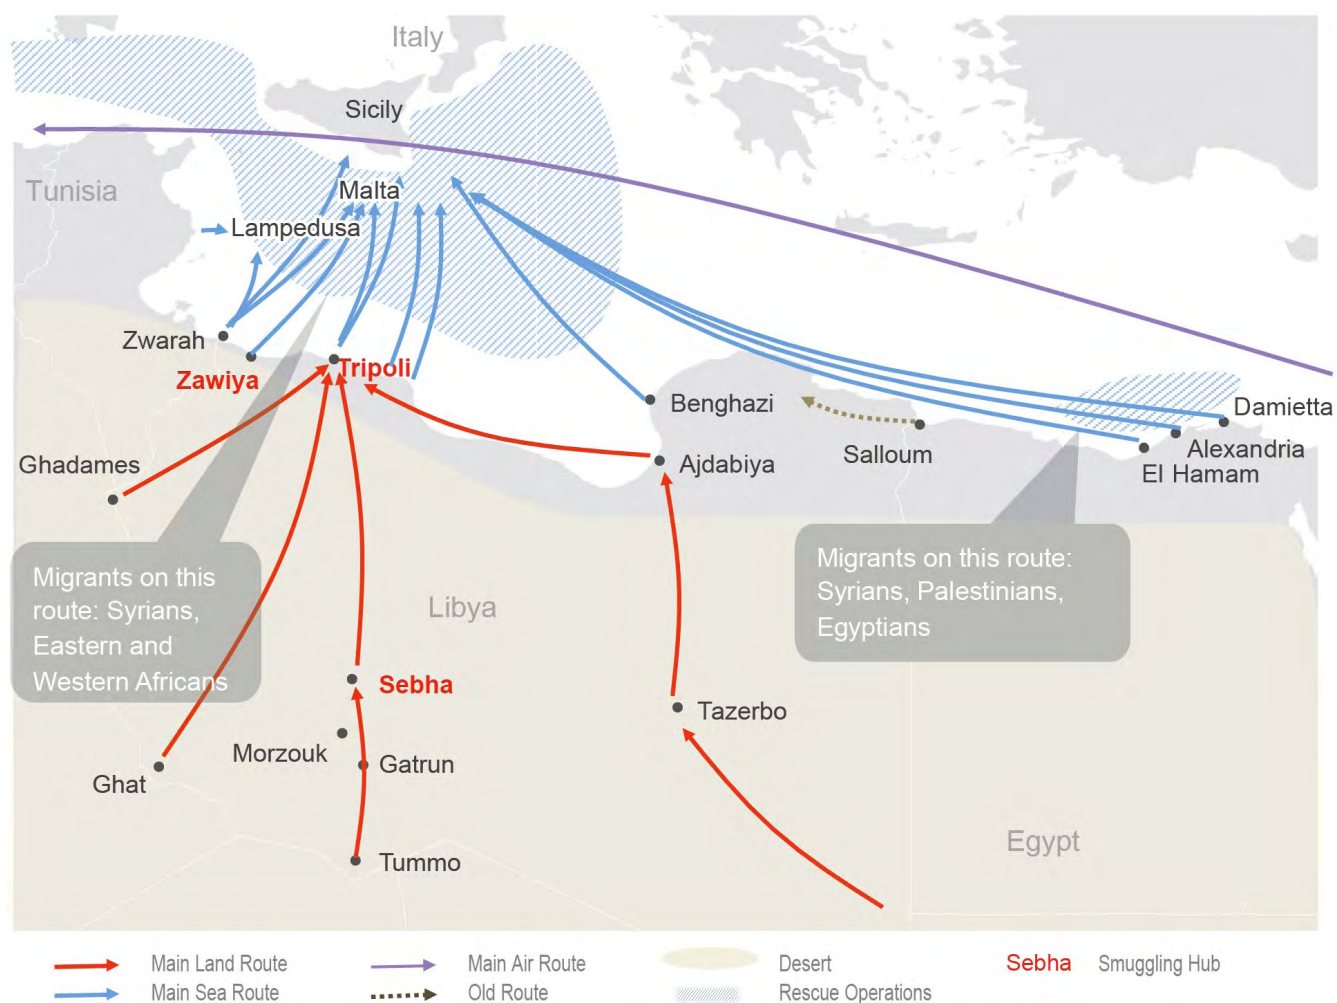 Italy
Sicily
Tunisia
Malta
Lampedusa
Zwarah
Zawiya
Tripoli
Benghazi
Damietta
Salloum
Alexandria
Ghadames
Ajdabiya
El Hamam
Migrants on this
route: Syrians,
Eastern and
Western Africans
Migrants on this route:
Syrians, Palestinians,
Egyptians
Libya
Sebha
Tazerbo
Morzouk
Gatrun
Ghat
Egypt
Tummo
Main Land Route
Main Air Route
Desert
Sebha Smuggling Hub
Main Sea Route
Old Route
Rescue Operations